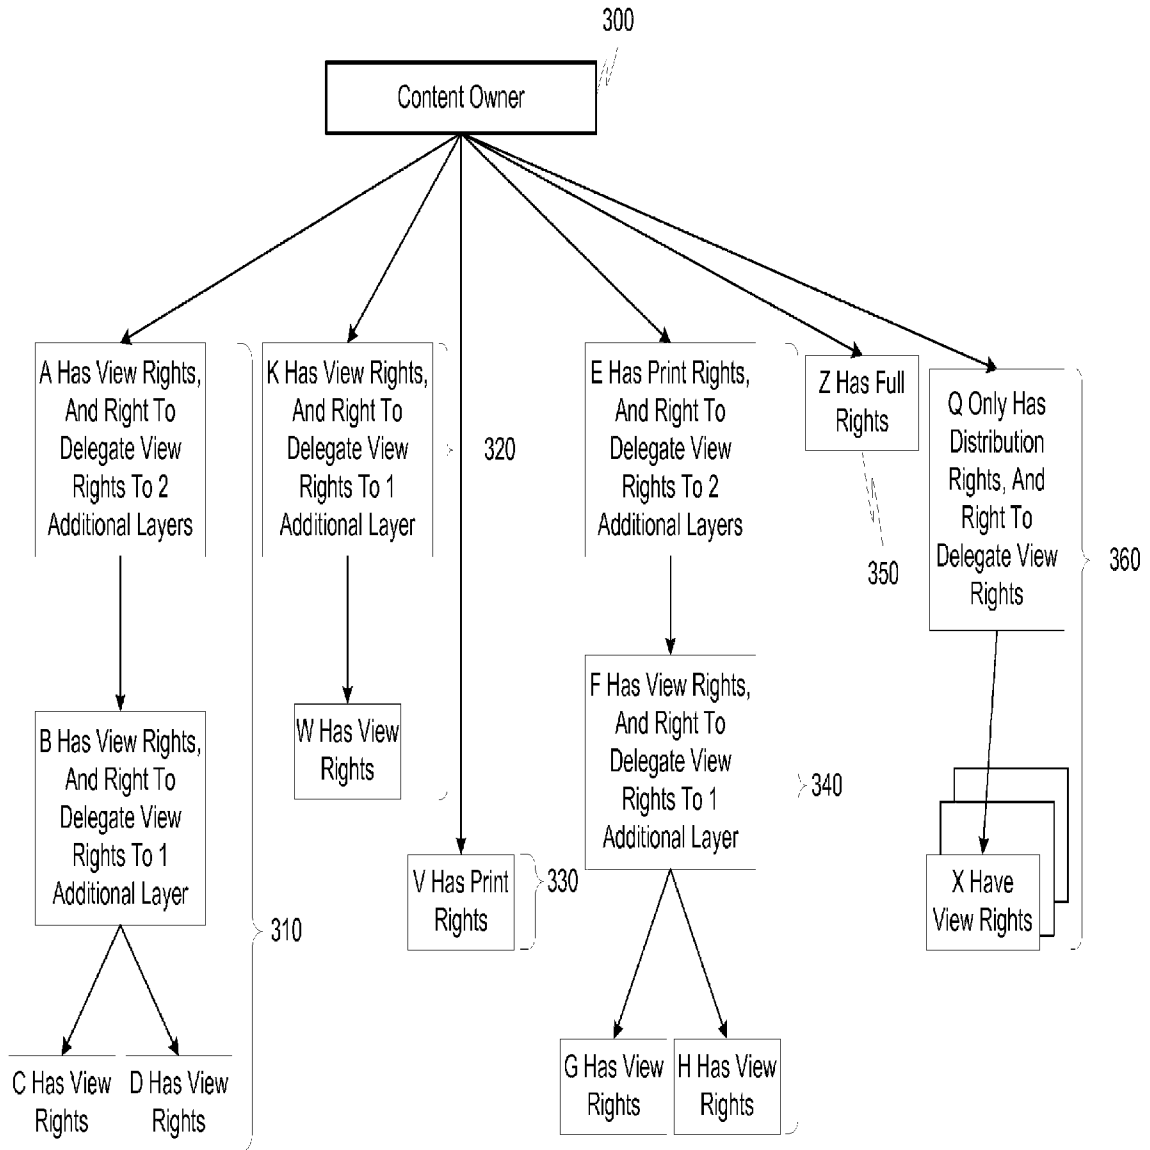 300
Content Owner
A Has View Rights,
And Right To
Delegate View
Rights To 2
Additional Layers
K Has View Rights,
And Right To
Delegate View
Rights To 1
Additional Layer
320
E Has Print Rights,
And Right To
Delegate View
Rights To 2
Additional Layers
Z Has Full
Rights
350
Q Only Has
Distribution
Rights, And
Right To
Delegate View
Rights
360
B Has View Rights,
And Right To
Delegate View
Rights To 1
Additional Layer
310
W Has View
Rights
V Has Print
Rights
330
F Has View Rights,
And Right To
Delegate View
Rights To 1
Additional Layer
340
X Have
View Rights
C Has View
Rights
D Has View
Rights
G Has View
Rights
H Has View
Rights